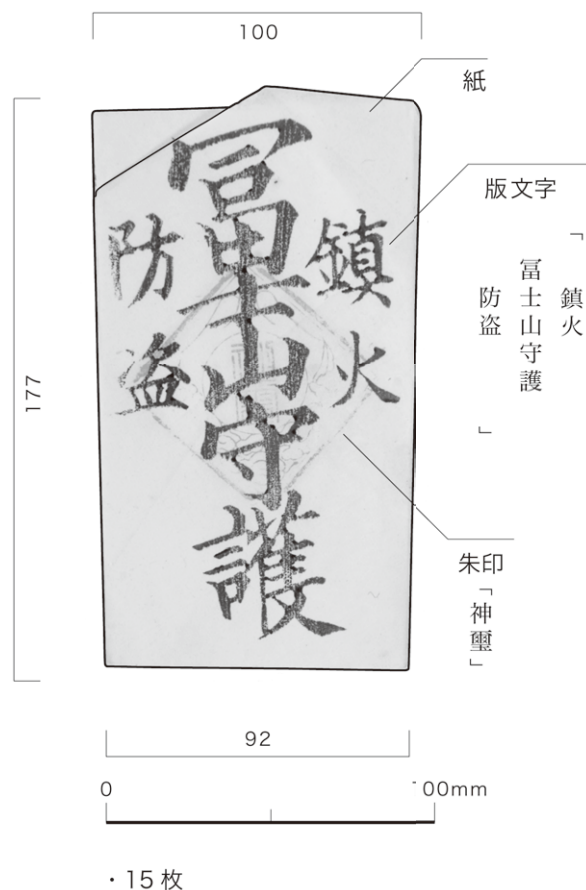 100
紙
版文字
「鎮火
冨士山守護
防盗」
177
鎮火
冨士山守護
防盗
朱印
「神璽」
92
0
100mm
・15枚